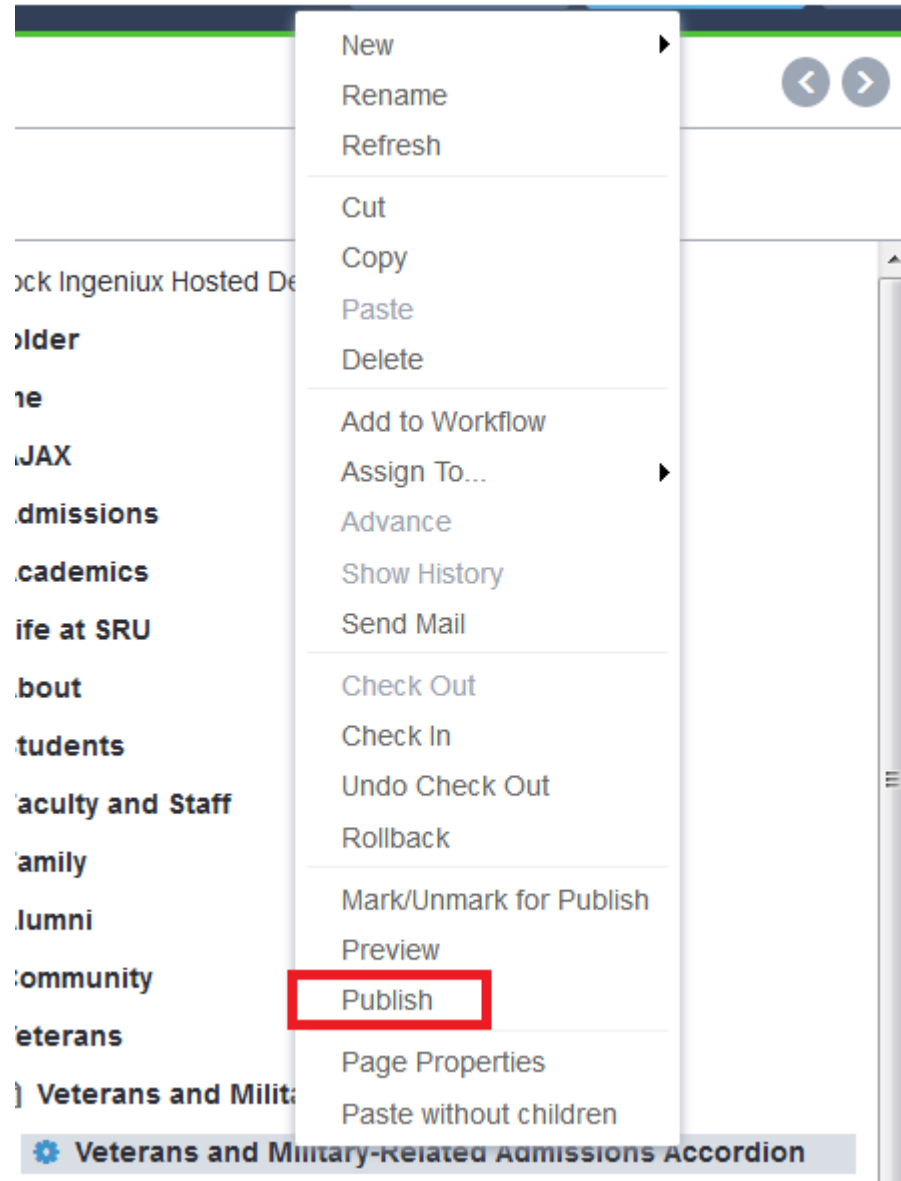 New
Rename
Refresh
Cut
Copy
Paste
Delete
Add to Workflow
Assign To...
Advance
Show History
Send Mail
Check Out
Check In
Undo Check Out
Rollback
Mark/Unmark for Publish
Preview
Publish
Page Properties
Paste without children
ock Ingeniux Hosted De
older
me
AJAX
dmissions
cademics
ife at SRU
bout
tudents
aculty and Staff
amily
lumni
ommunity
eterans
Veterans and Milita
Veterans and Military-Related Admissions Accordion